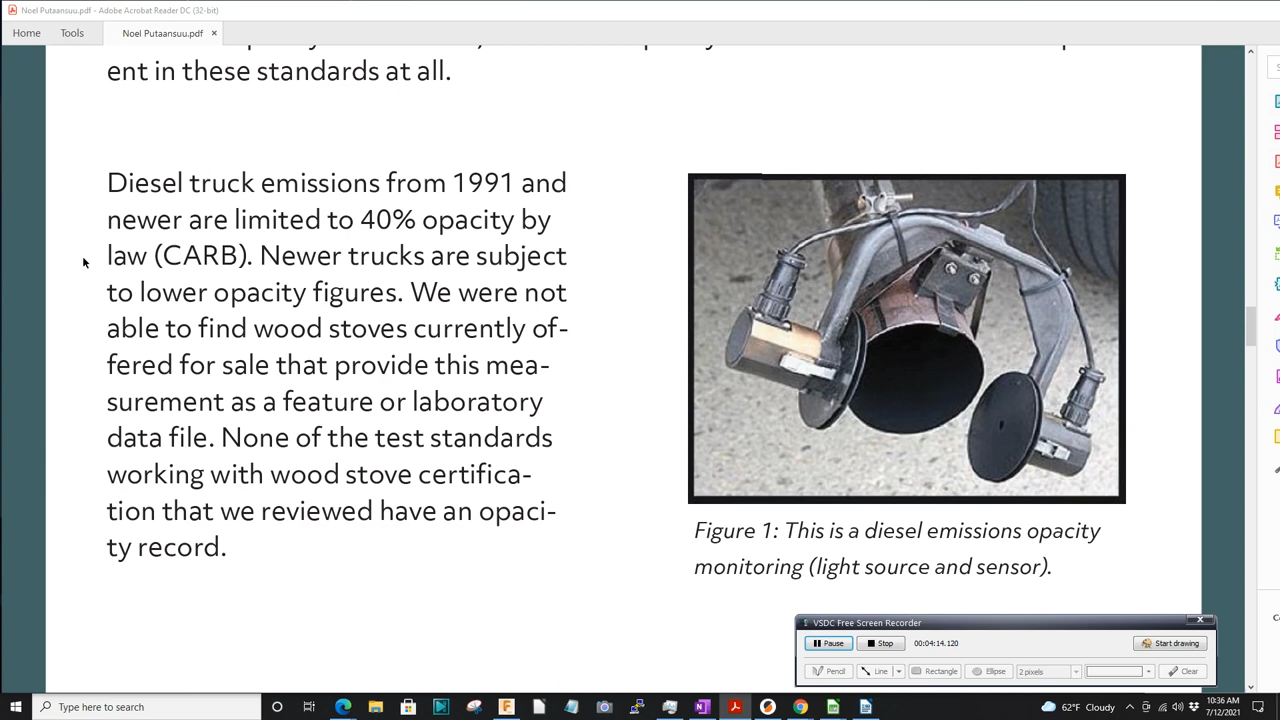 Noel Putaansuu.pdf - Adobe Acrobat Reader DC (32-bit)
Home Tools Noel Putaansuu.pdf ×
ent in these standards at all.
Diesel truck emissions from 1991 and
newer are limited to 40% opacity by
law (CARB). Newer trucks are subject
to lower opacity figures. We were not
able to find wood stoves currently of-
fered for sale that provide this mea-
surement as a feature or laboratory
data file. None of the test standards
working with wood stove certifica-
tion that we reviewed have an opaci-
ty record.
Figure 1: This is a diesel emissions opacity
monitoring (light source and sensor).
VSDC Free Screen Recorder
Pause Stop 00:04:14.120 Start drawing
Pencil Line Rectangle Ellipse 2 pixels Clear
Type here to search
62°F Cloudy
10:36 AM
7/12/2021